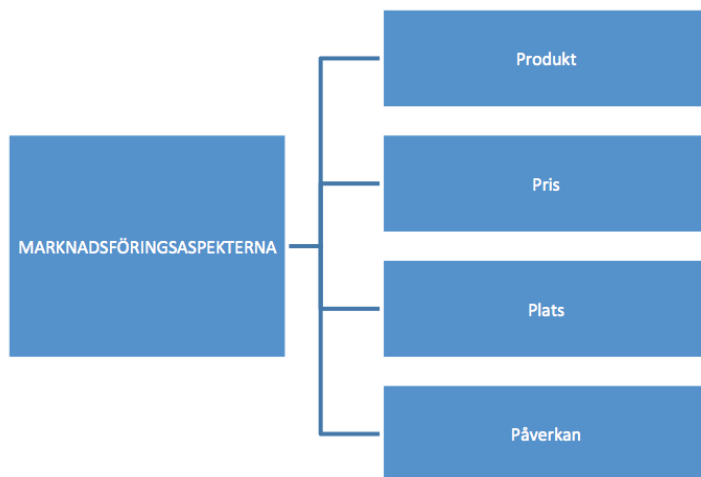 MARKNADSFÖRINGSASPEKTERNA
Produkt
Pris
Plats
Påverkan